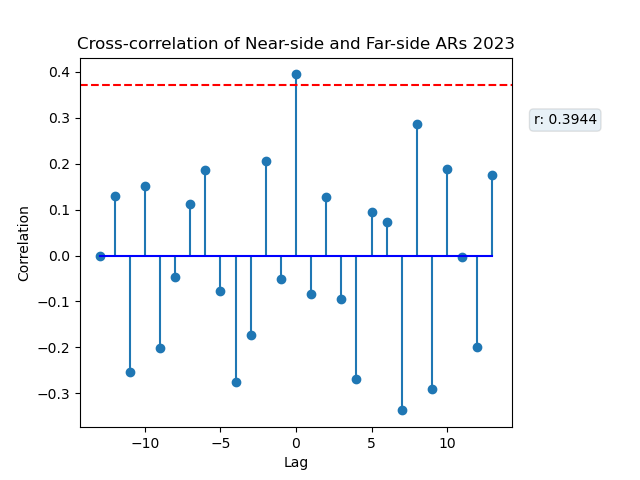 Cross-correlation of Near-side and Far-side ARs 2023
0.4
0.3
0.2
0.1
0.0
−0.1
−0.2
−0.3
Correlation
r: 0.3944
−10 −5 0 5 10
Lag